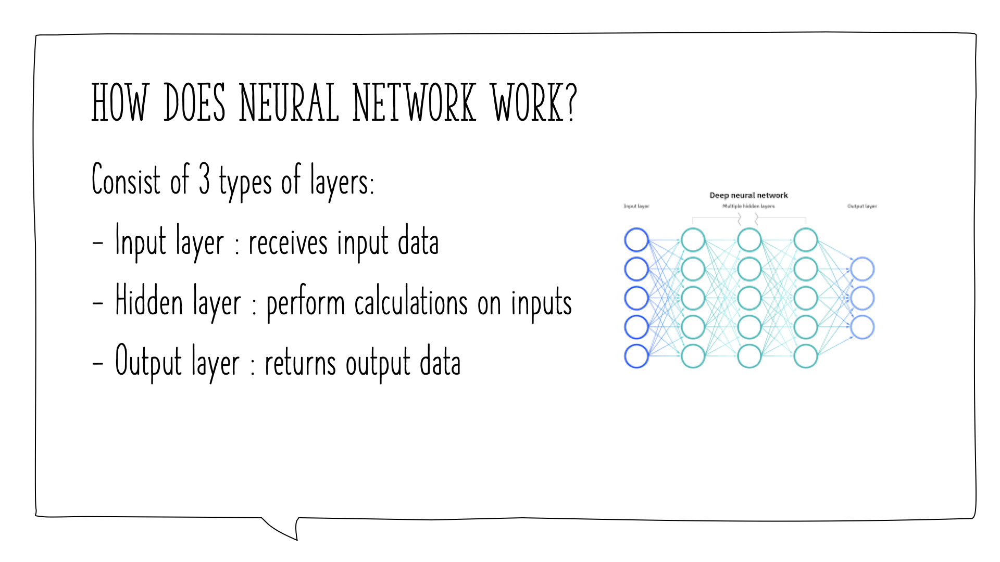 HOW DOES NEURAL NETWORK WORK?
Consist of 3 types of layers:
- Input layer : receives input data
- Hidden layer : perform calculations on inputs
- Output layer : returns output data
Deep neural network
Input layer
Multiple hidden layers
Output layer